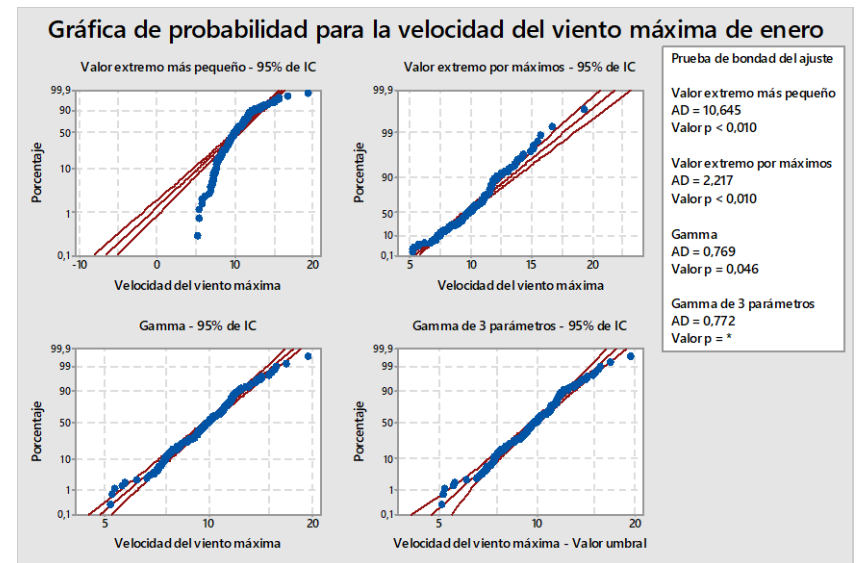 Gráfica de probabilidad para la velocidad del viento máxima de enero
Valor extremo más pequeño - 95% de IC
99,9
90
50
10
1
0,1
Porcentaje
-10 0 10 20
Velocidad del viento máxima
Valor extremo por máximos - 95% de IC
99,9
99
90
50
10
0,1
Porcentaje
5 10 15 20
Velocidad del viento máxima
Gamma - 95% de IC
99,9
99
90
50
10
1
0,1
Porcentaje
5 10 20
Velocidad del viento máxima
Gamma de 3 parámetros - 95% de IC
99,9
99
90
50
10
1
0,1
Porcentaje
5 10 20
Velocidad del viento máxima - Valor umbral
Prueba de bondad del ajuste
Valor extremo más pequeño
AD = 10,645
Valor p < 0,010
Valor extremo por máximos
AD = 2,217
Valor p < 0,010
Gamma
AD = 0,769
Valor p = 0,046
Gamma de 3 parámetros
AD = 0,772
Valor p = *